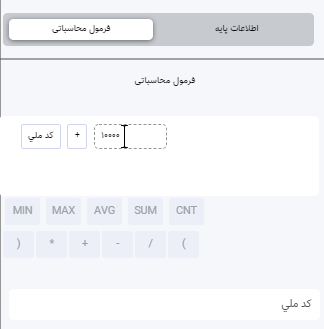 اطلاعات پایه
فرمول محاسباتی
فرمول محاسباتی
کد ملي + ۱۰۰۰۰
MIN MAX AVG SUM CNT
) * + - / (
کد ملي